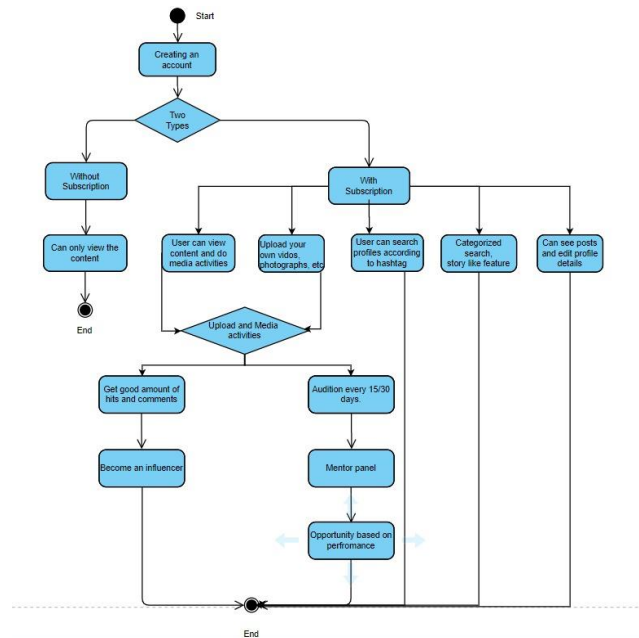 Start
Creating an
account
Two
Types
Without
Subscription
With
Subscription
Can only view the
content
User can view
content and do
media activities
Upload your
own vidos,
photographs, etc
User can search
profiles according
to hashtag
Categorized
search,
story like feature
Can see posts
and edit profile
details
End
Upload and Media
activities
Get good amount of
hits and comments
Audition every 15/30
days.
Become an influencer
Mentor panel
Opportunity based on
perfromance
End